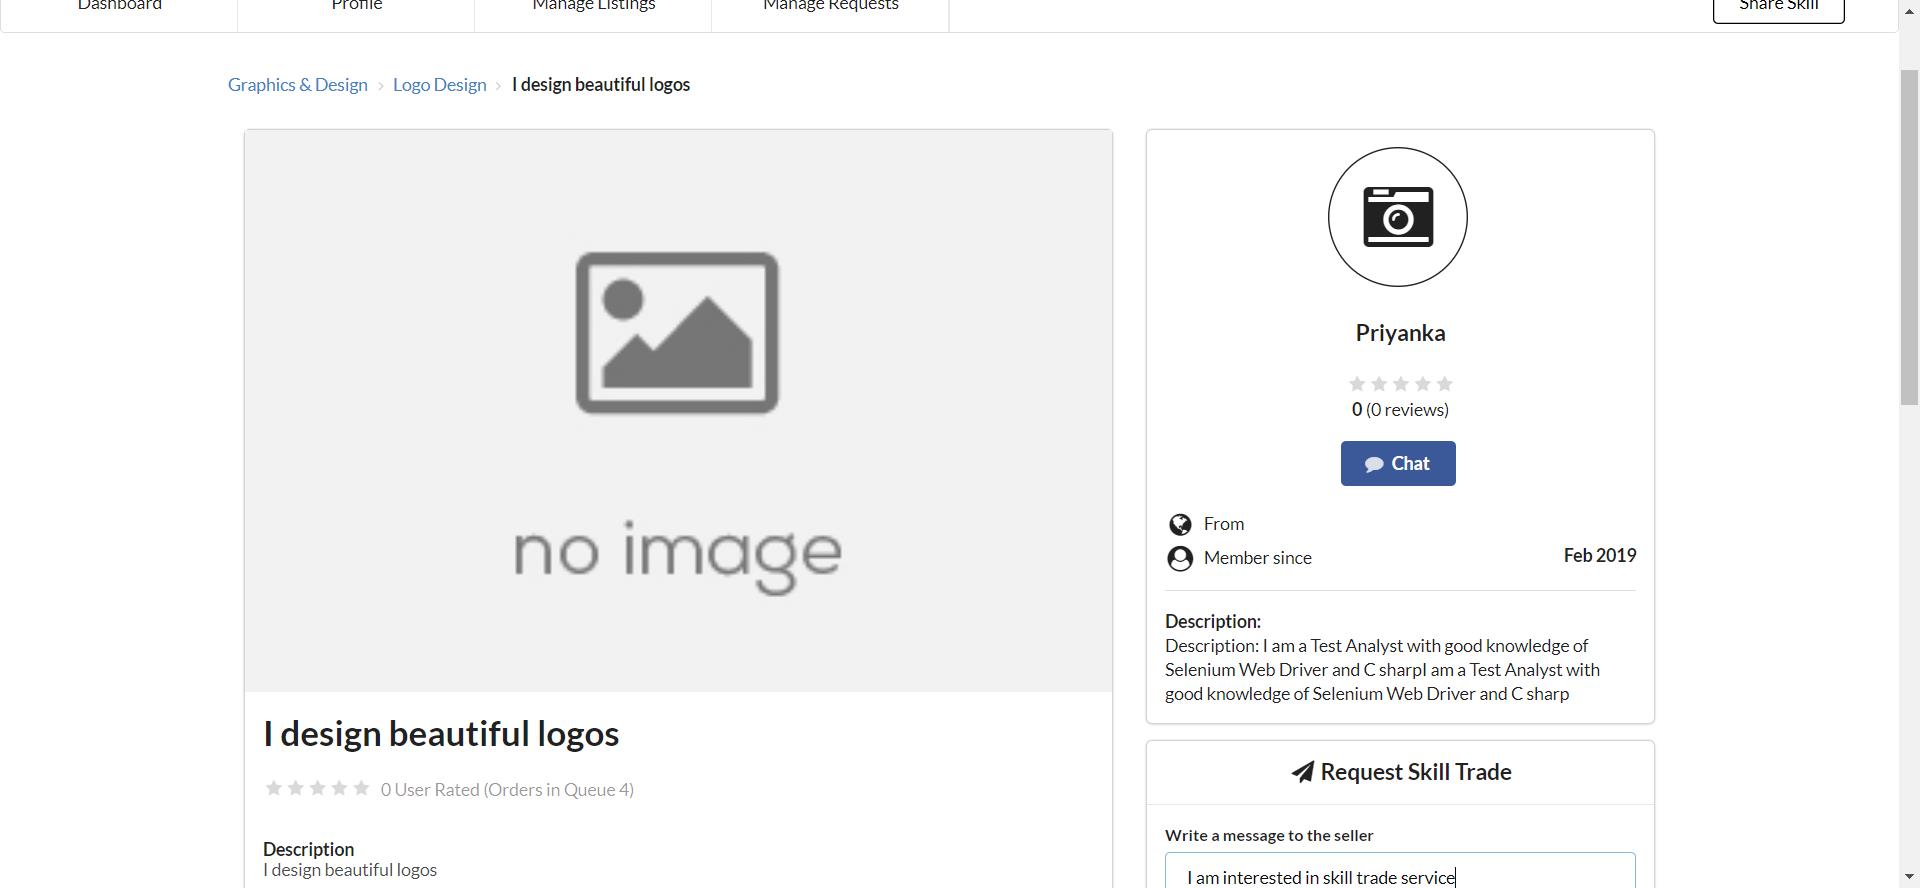 Dashboard
Profile
Manage Listings
Manage Requests
Share Skill
Graphics & Design › Logo Design › I design beautiful logos
no image
I design beautiful logos
0 User Rated (Orders in Queue 4)
Description
I design beautiful logos
Priyanka
0 (0 reviews)
Chat
From
Member since Feb 2019
Description:
Description: I am a Test Analyst with good knowledge of
Selenium Web Driver and C sharpI am a Test Analyst with
good knowledge of Selenium Web Driver and C sharp
Request Skill Trade
Write a message to the seller
I am interested in skill trade service